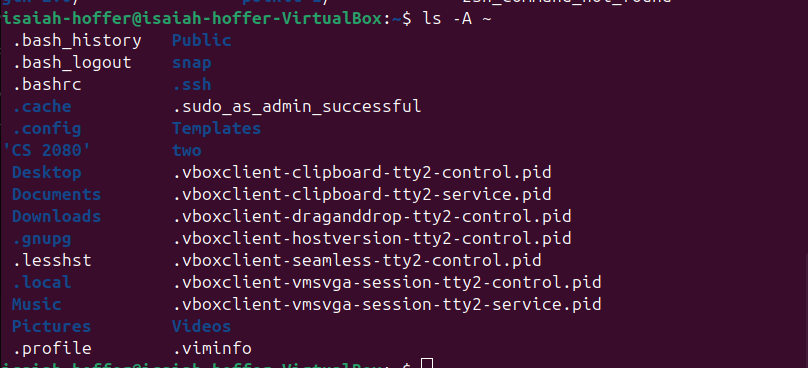 zsh_command_not_found
isaiah-hoffer@isaiah-hoffer-VirtualBox:~$ ls -A ~
.bash_history Public
.bash_logout snap
.bashrc .ssh
.cache .sudo_as_admin_successful
.config Templates
'CS 2080' two
Desktop .vboxclient-clipboard-tty2-control.pid
Documents .vboxclient-clipboard-tty2-service.pid
Downloads .vboxclient-draganddrop-tty2-control.pid
.gnupg .vboxclient-hostversion-tty2-control.pid
.lesshst .vboxclient-seamless-tty2-control.pid
.local .vboxclient-vmsvga-session-tty2-control.pid
Music .vboxclient-vmsvga-session-tty2-service.pid
Pictures Videos
.profile .viminfo
isaiah-hoffer@isaiah-hoffer-VirtualBox:~$